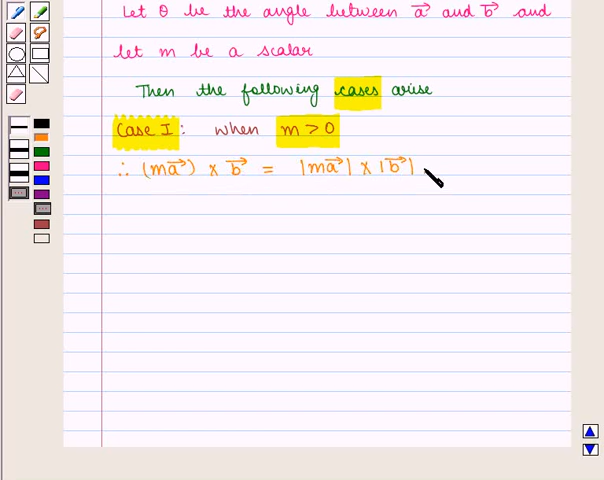 Let θ be the angle between a⃗ and b⃗ and
let m be a scalar
Then the following cases arise
Case I : when m > 0
∴ (ma⃗) × b⃗ = |ma⃗| × |b⃗|